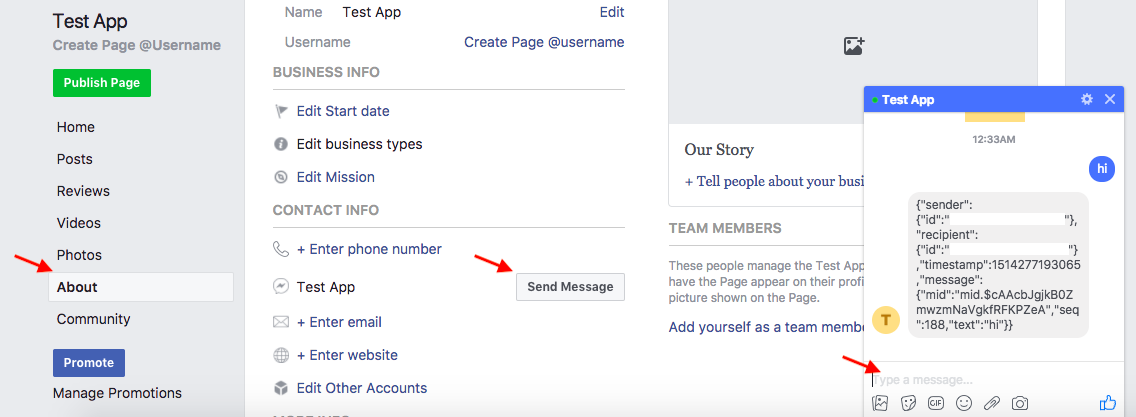 Test App
Create Page @Username
Publish Page
Home
Posts
Reviews
Videos
Photos
About
Community
Promote
Manage Promotions
Name Test App Edit
Username Create Page @username
BUSINESS INFO
Edit Start date
Edit business types
Edit Mission
CONTACT INFO
+ Enter phone number
Test App Send Message
+ Enter email
+ Enter website
Edit Other Accounts
MORE INFO
Our Story
+ Tell people about your busi
TEAM MEMBERS
These people manage the Test App
have the Page appear on their profi
picture shown on the Page.
Add yourself as a team membe
Test App
12:33AM
hi
{"sender":
{"id":" "},
"recipient":
{"id":" "}
,"timestamp":1514277193065
,"message":
{"mid":"mid.$cAAcbJgjkB0Z
mwzmNaVgkfRFKPZeA","seq
":188,"text":"hi"}}
T
Type a message...
GIF